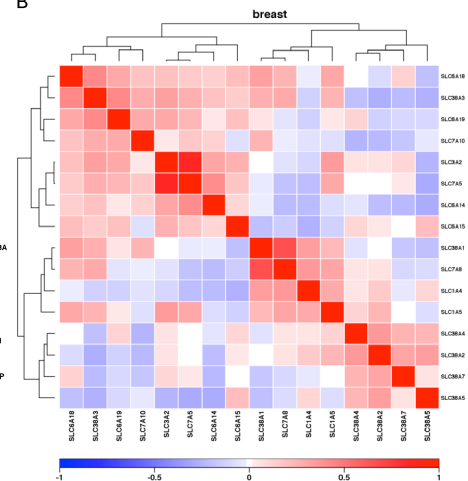 B
breast
SLC6A18
SLC38A3
SLC6A19
SLC7A10
SLC3A2
SLC7A5
SLC6A14
SLC6A15
3A
SLC38A1
SLC7A8
SLC1A4
SLC1A5
SLC38A4
SLC38A2
P
SLC38A7
SLC38A5
SLC6A18
SLC38A3
SLC6A19
SLC7A10
SLC3A2
SLC7A5
SLC6A14
SLC6A15
SLC38A1
SLC7A8
SLC1A4
SLC1A5
SLC38A4
SLC38A2
SLC38A7
SLC38A5
-1 -0.5 0 0.5 1